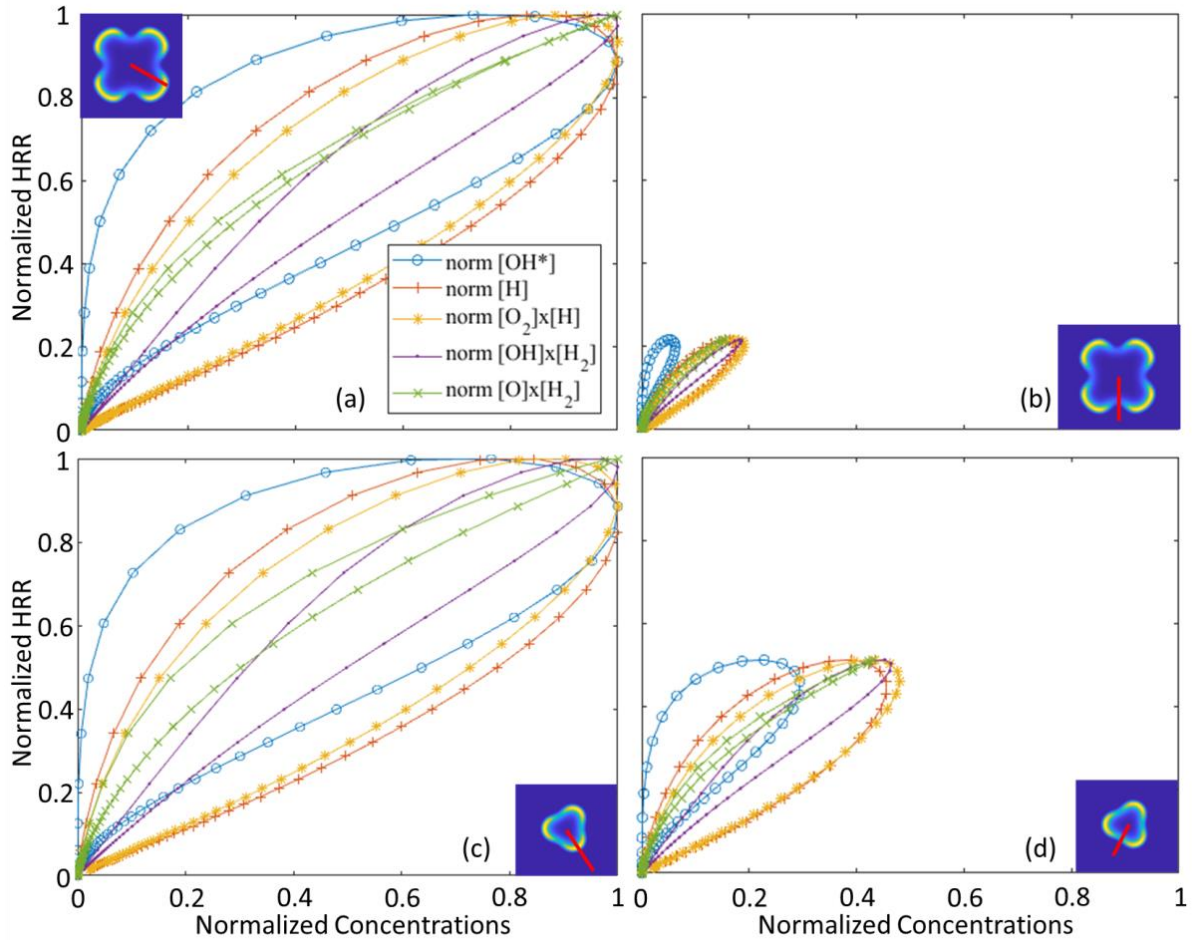 1
0.8
0.6
0.4
0.2
0
Normalized HRR
norm [OH*]
norm [H]
norm [O2]x[H]
norm [OH]x[H2]
norm [O]x[H2]
(a)
(b)
1
0.8
0.6
0.4
0.2
0
Normalized HRR
(c)
(d)
0 0.2 0.4 0.6 0.8 1
0 0.2 0.4 0.6 0.8 1
Normalized Concentrations
Normalized Concentrations